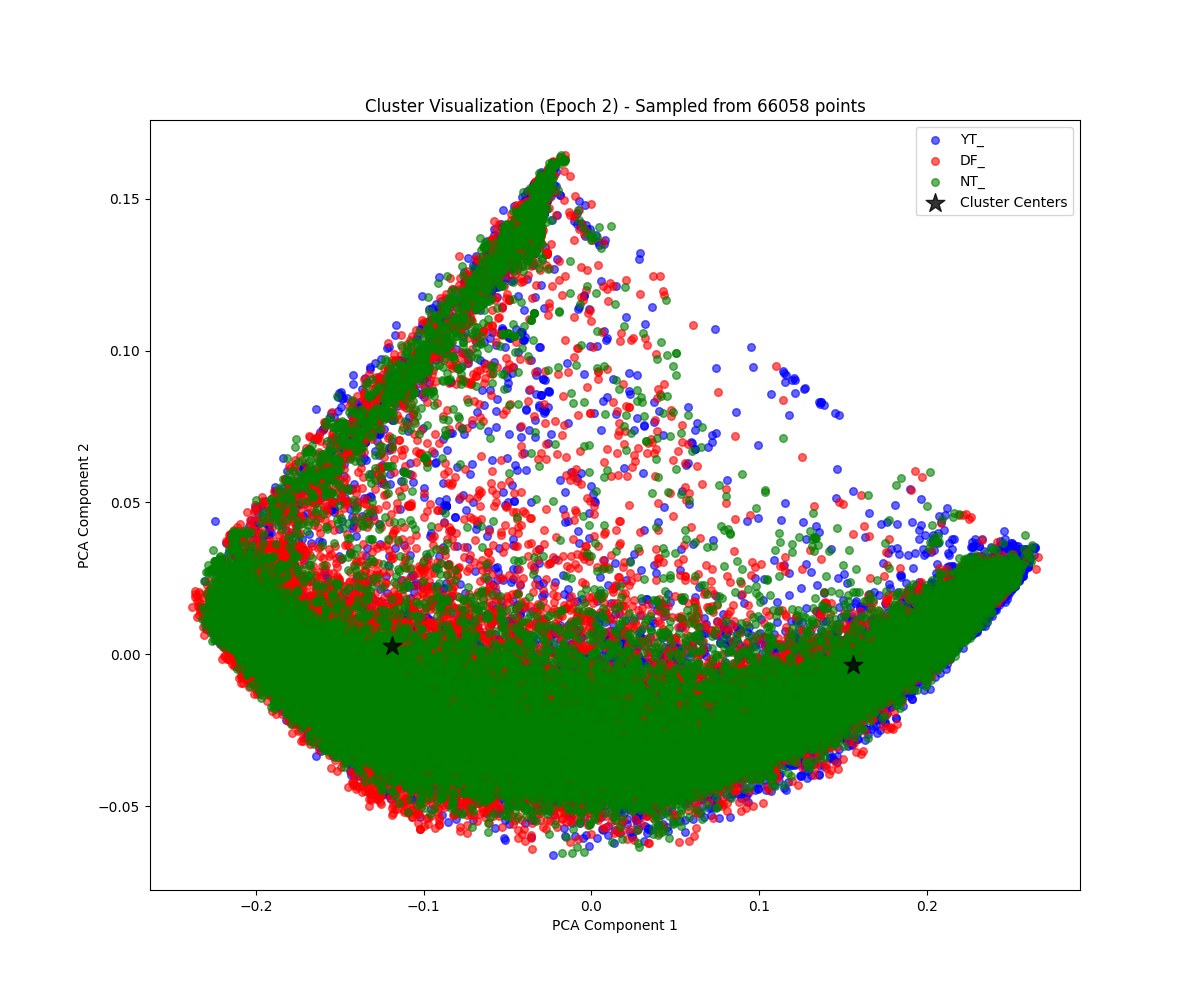 Cluster Visualization (Epoch 2) - Sampled from 66058 points
YT_
DF_
NT_
Cluster Centers
0.15
0.10
0.05
0.00
−0.05
PCA Component 2
−0.2
−0.1
0.0
0.1
0.2
PCA Component 1